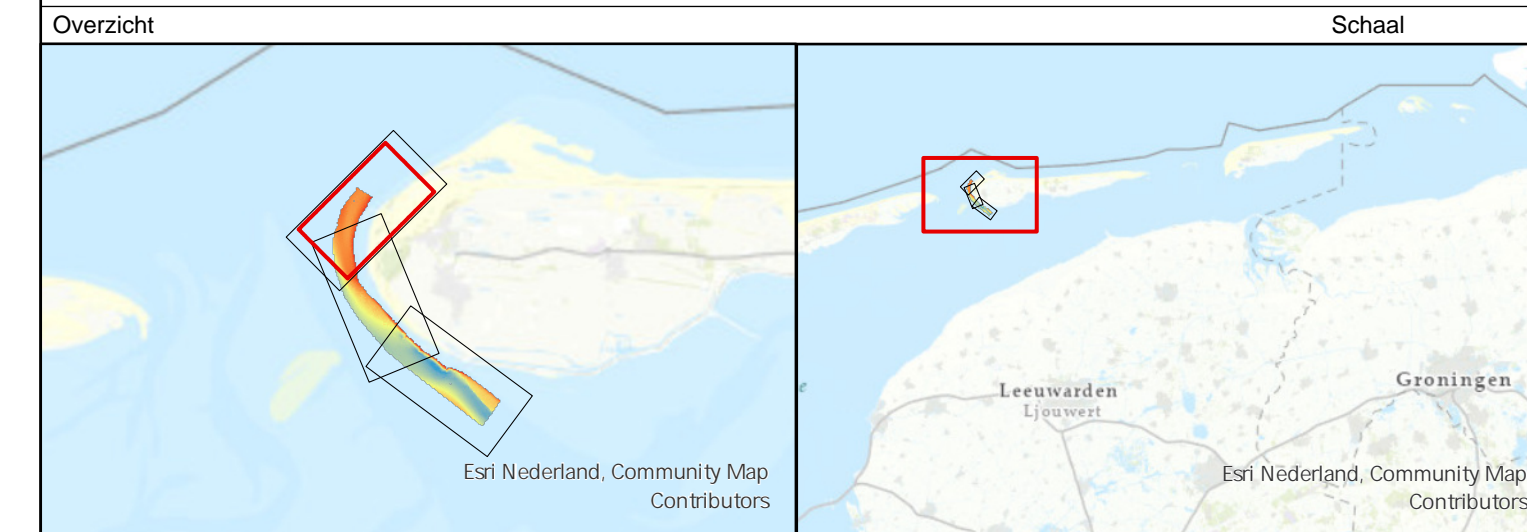 Overzicht
Schaal
Esri Nederland, Community Map
Contributors
Leeuwarden
Ljouwert
Groningen
Esri Nederland, Community Map
Contributors